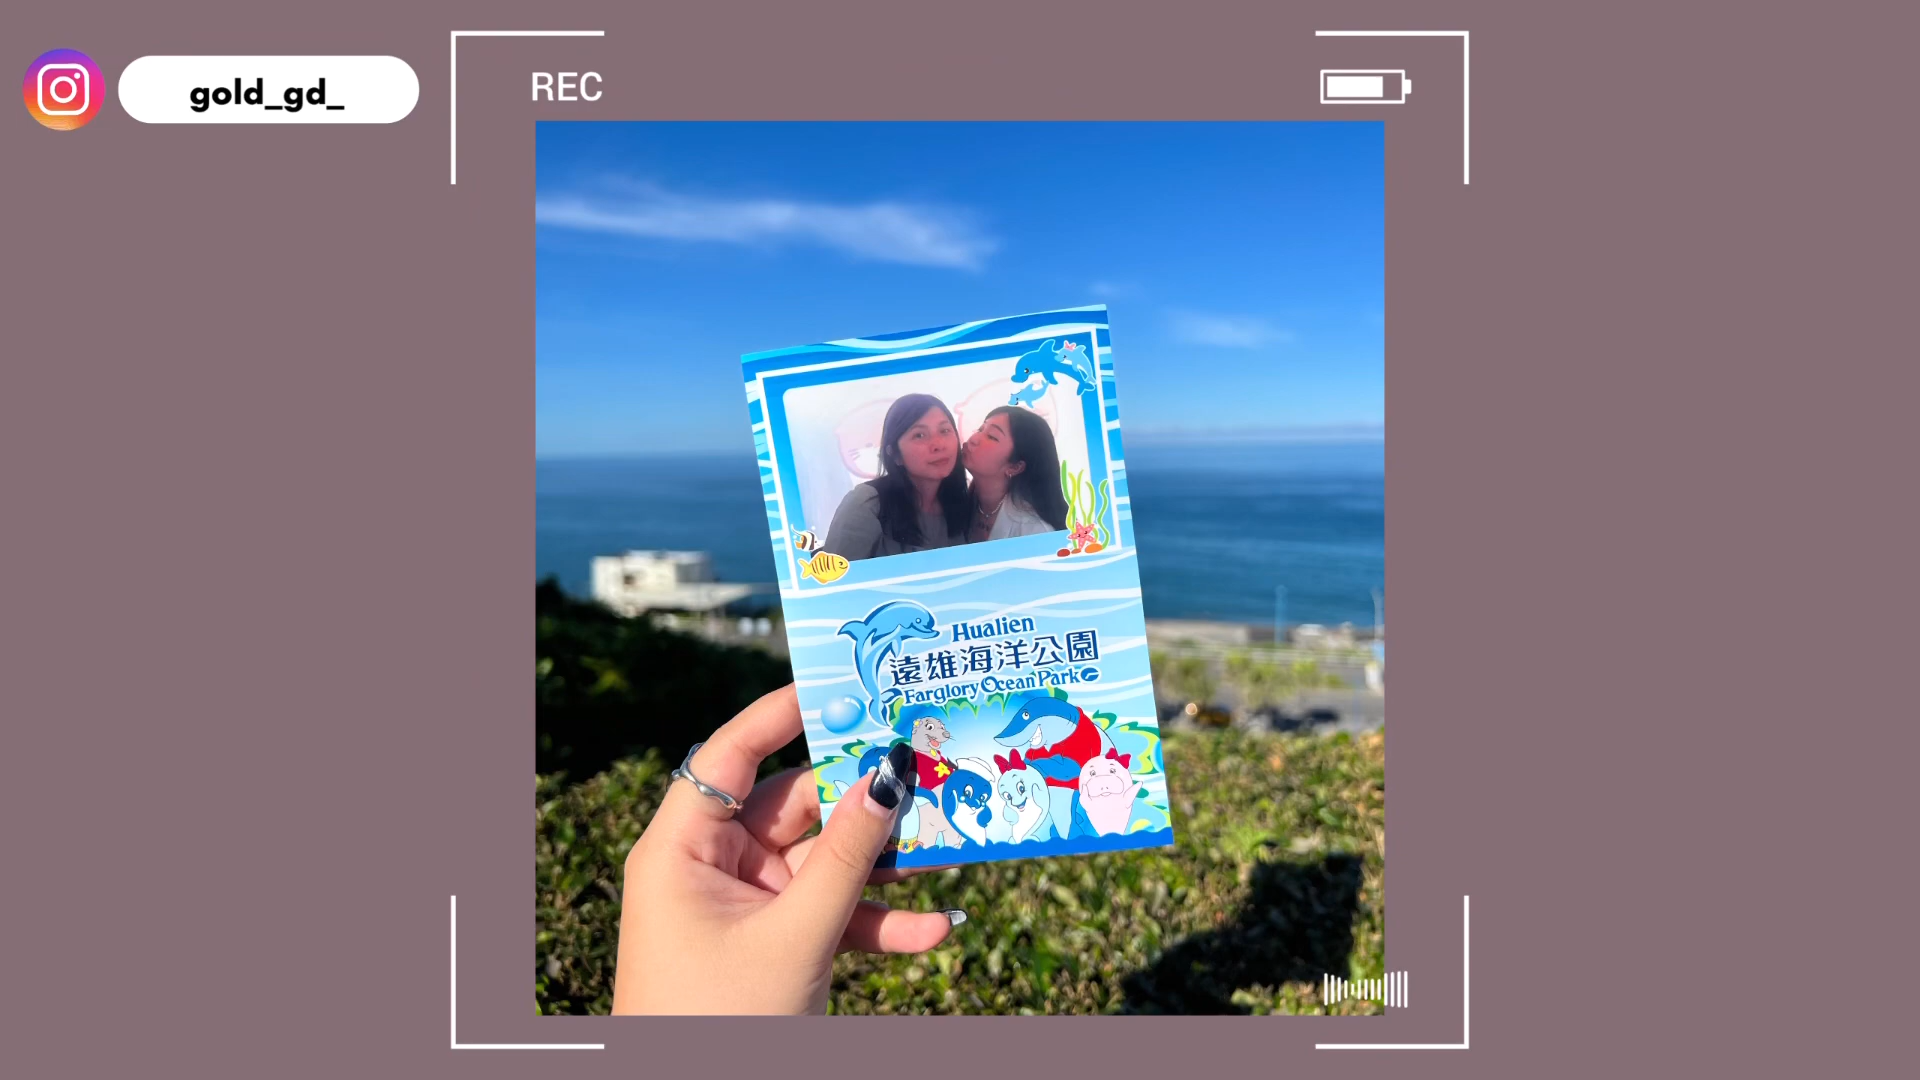 gold_gd_
REC
Hualien
遠雄海洋公園
Farglory Ocean Park